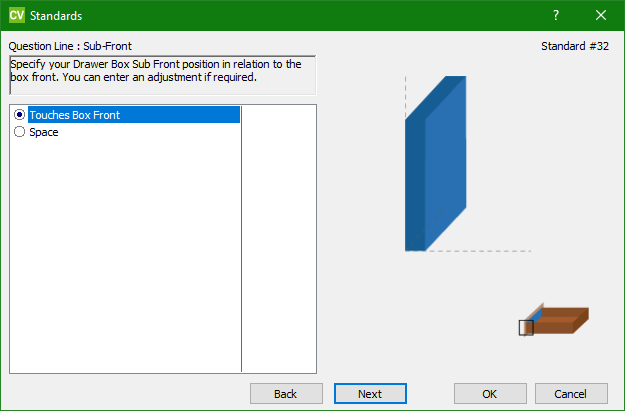 CV Standards ?
Question Line : Sub-Front
Standard #32
Specify your Drawer Box Sub Front position in relation to the
box front. You can enter an adjustment if required.
Touches Box Front
Space
Back Next OK Cancel